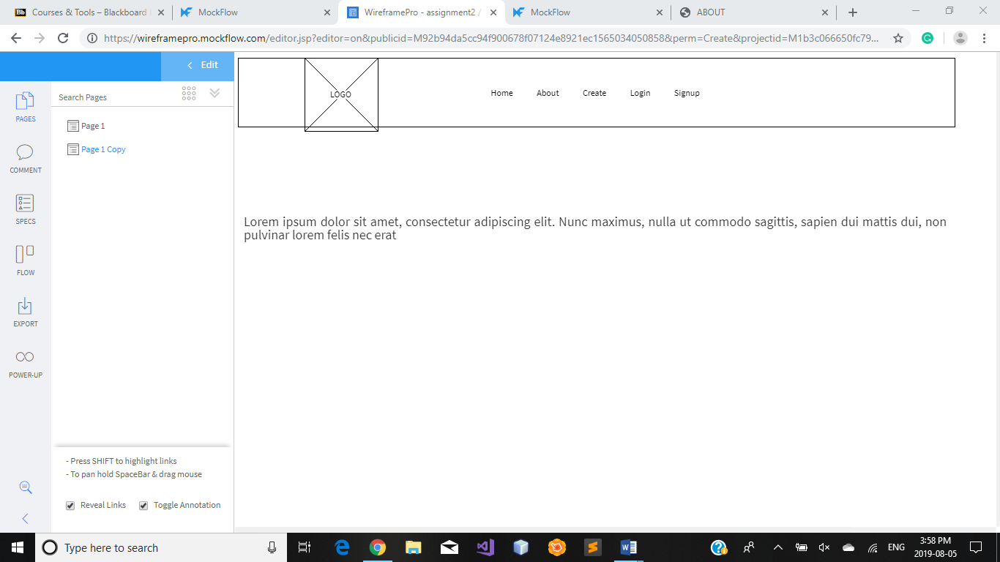 Courses & Tools – Blackboard
MockFlow
WireframePro - assignment2 /
MockFlow
ABOUT
https://wireframepro.mockflow.com/editor.jsp?editor=on&publicid=M92b94da5cc94f900678f07124e8921ec1565034050858&perm=Create&projectid=M1b3c066650fc79...
Edit
Search Pages
PAGES
Page 1
Page 1 Copy
COMMENT
SPECS
FLOW
EXPORT
POWER-UP
- Press SHIFT to highlight links
- To pan hold SpaceBar & drag mouse
Reveal Links
Toggle Annotation
LOGO
Home
About
Create
Login
Signup
Lorem ipsum dolor sit amet, consectetur adipiscing elit. Nunc maximus, nulla ut commodo sagittis, sapien dui mattis dui, non
pulvinar lorem felis nec erat
Type here to search
ENG
3:58 PM
2019-08-05